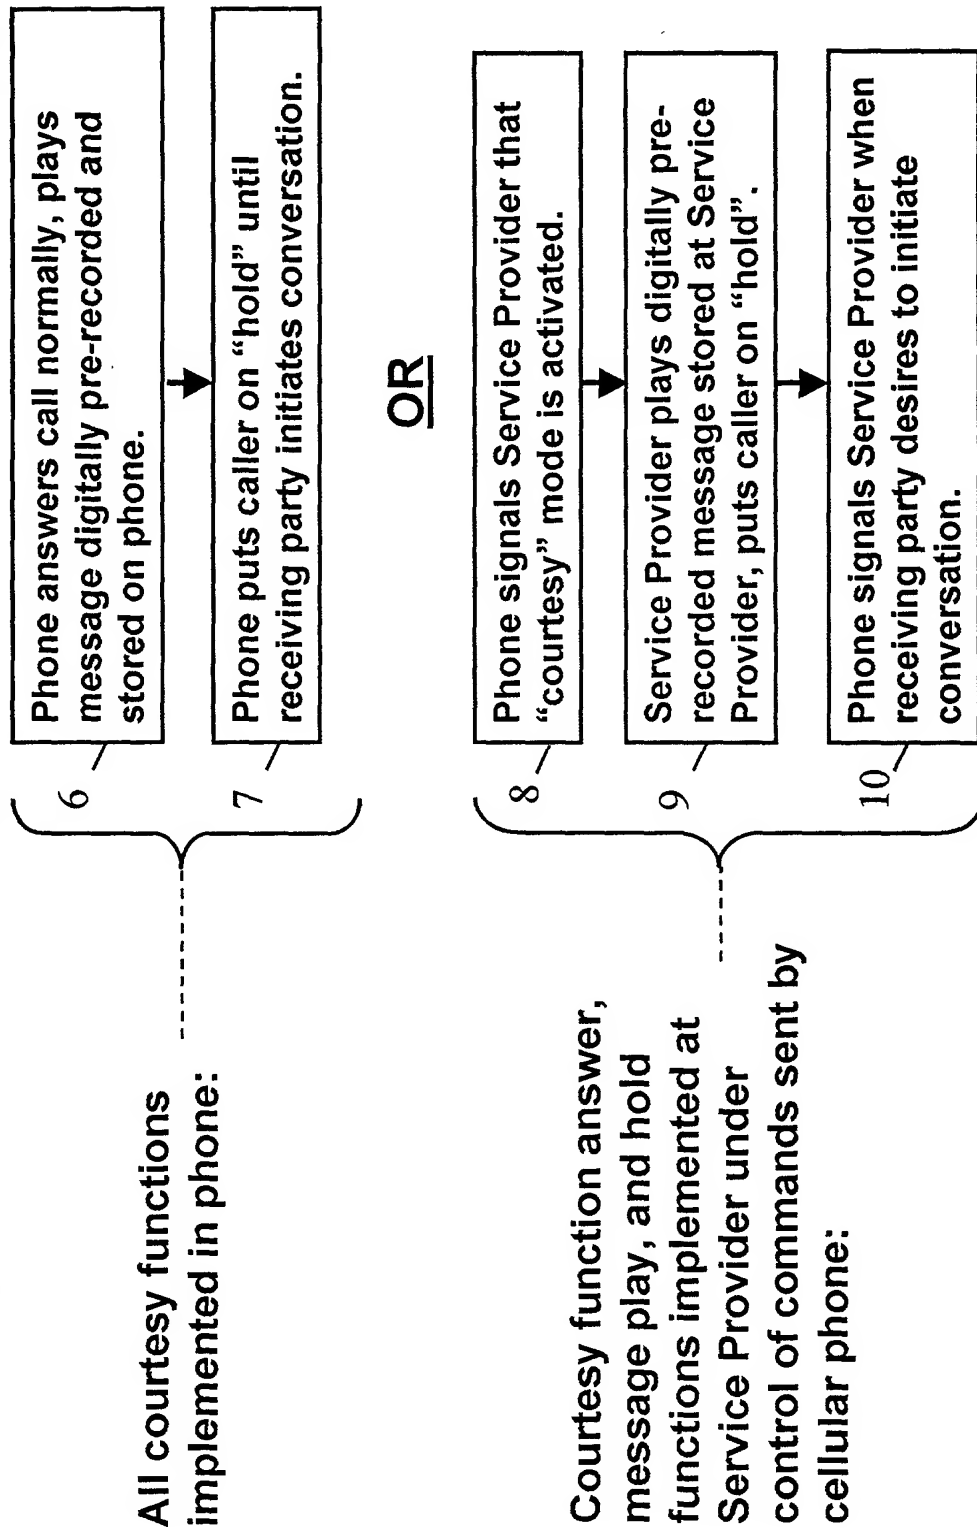 All courtesy functions
implemented in phone:
6
Phone answers call normally, plays
message digitally pre-recorded and
stored on phone.
7
Phone puts caller on “hold” until
receiving party initiates conversation.
OR
Courtesy function answer,
message play, and hold
functions implemented at
Service Provider under
control of commands sent by
cellular phone:
8
Phone signals Service Provider that
“courtesy” mode is activated.
9
Service Provider plays digitally pre-
recorded message stored at Service
Provider, puts caller on “hold”.
10
Phone signals Service Provider when
receiving party desires to initiate
conversation.